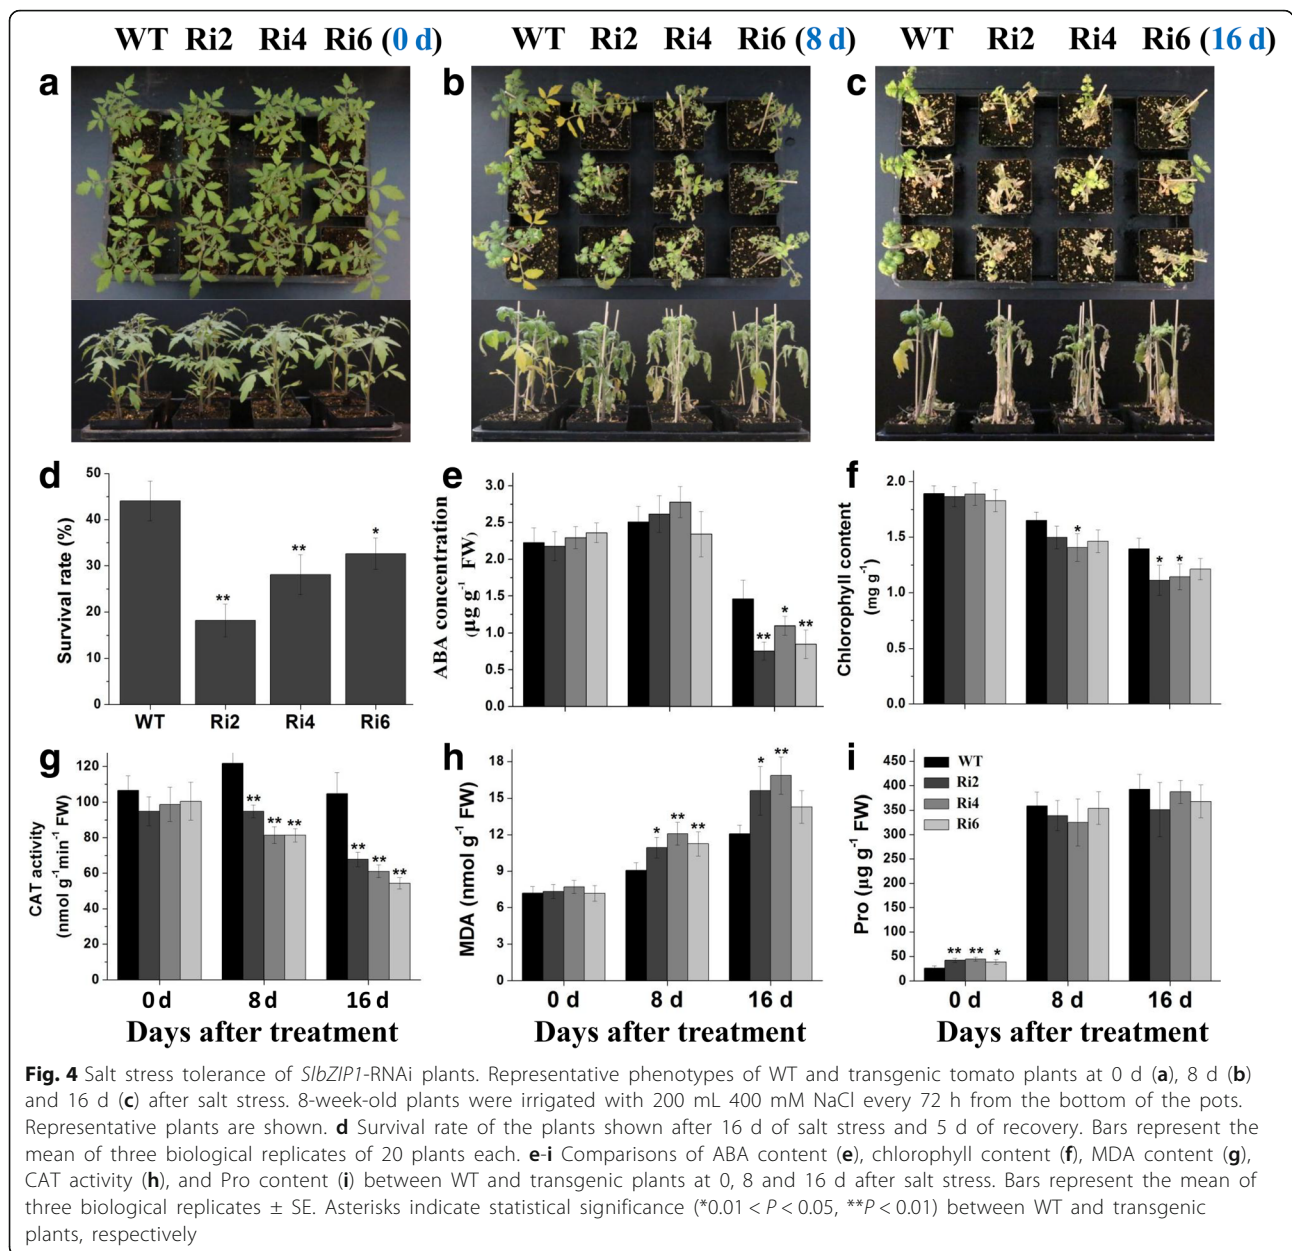 WT Ri2 Ri4 Ri6 (0 d)
WT Ri2 Ri4 Ri6 (8 d)
WT Ri2 Ri4 Ri6 (16 d)
a
b
c
d
50
40
30
20
10
0
Survival rate (%)
**
**
*
WT Ri2 Ri4 Ri6
e
3.0
2.5
2.0
1.5
1.0
0.5
0.0
ABA concentration
(µg g-1 FW)
**
*
**
f
2.0
1.5
1.0
0.5
0.0
Chlorophyll content
(mg g-1)
*
*
*
g
120
100
80
60
40
20
0
CAT activity
(nmol g-1min-1 FW)
**
**
**
**
**
**
0 d 8 d 16 d
Days after treatment
h
18
15
12
9
6
3
0
MDA (nmol g-1 FW)
*
**
**
*
**
0 d 8 d 16 d
Days after treatment
i
450
400
350
300
250
200
150
100
50
0
Pro (µg g-1 FW)
WT
Ri2
Ri4
Ri6
**
**
*
0 d 8 d 16 d
Days after treatment
Fig. 4 Salt stress tolerance of SlbZIP1-RNAi plants. Representative phenotypes of WT and transgenic tomato plants at 0 d (a), 8 d (b)
and 16 d (c) after salt stress. 8-week-old plants were irrigated with 200 mL 400 mM NaCl every 72 h from the bottom of the pots.
Representative plants are shown. d Survival rate of the plants shown after 16 d of salt stress and 5 d of recovery. Bars represent the
mean of three biological replicates of 20 plants each. e-i Comparisons of ABA content (e), chlorophyll content (f), MDA content (g),
CAT activity (h), and Pro content (i) between WT and transgenic plants at 0, 8 and 16 d after salt stress. Bars represent the mean of
three biological replicates ± SE. Asterisks indicate statistical significance (*0.01 < P < 0.05, **P < 0.01) between WT and transgenic
plants, respectively